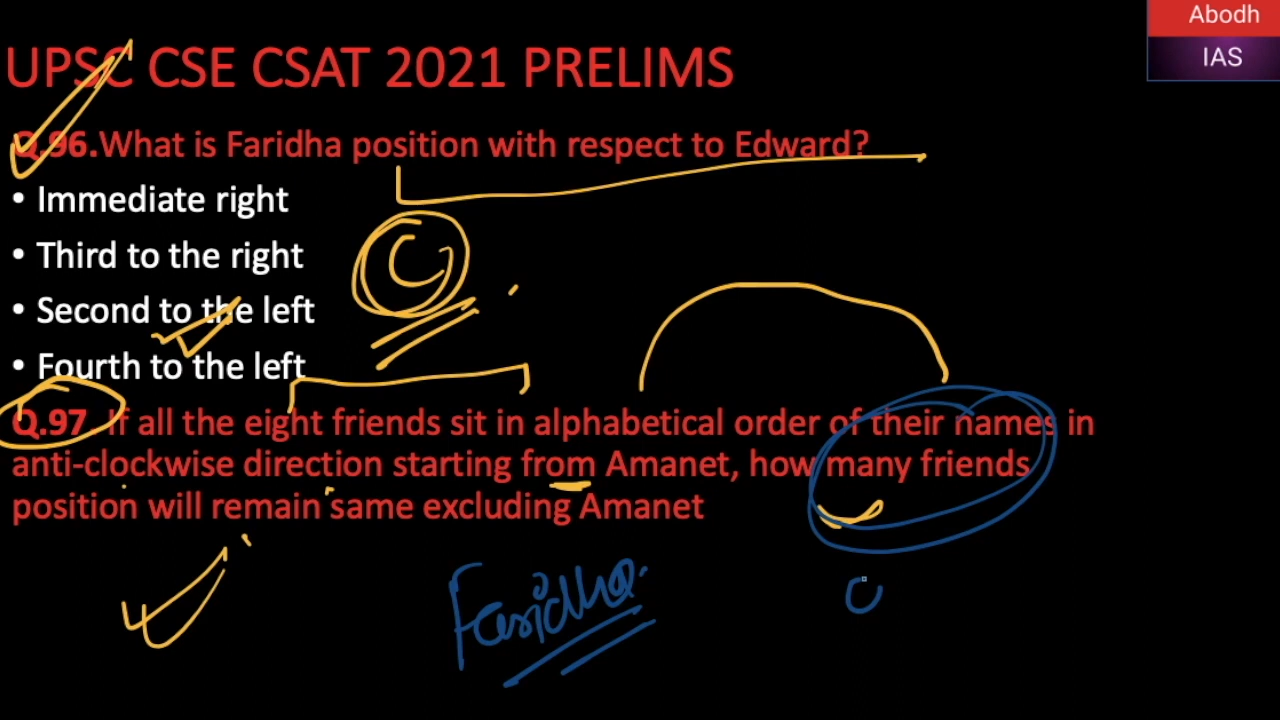 Abodh
IAS
UPSC CSE CSAT 2021 PRELIMS
Q.96.What is Faridha position with respect to Edward?
• Immediate right
• Third to the right
C
• Second to the left
• Fourth to the left
Q.97. If all the eight friends sit in alphabetical order of their names in
anti-clockwise direction starting from Amanet, how many friends
position will remain same excluding Amanet
Faridha